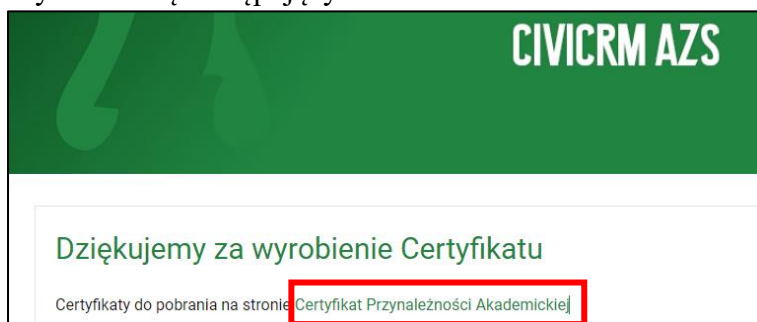 CIVICRM AZS
Dziękujemy za wyrobienie Certyfikatu
Certyfikaty do pobrania na stronie Certyfikat Przynależności Akademickiej